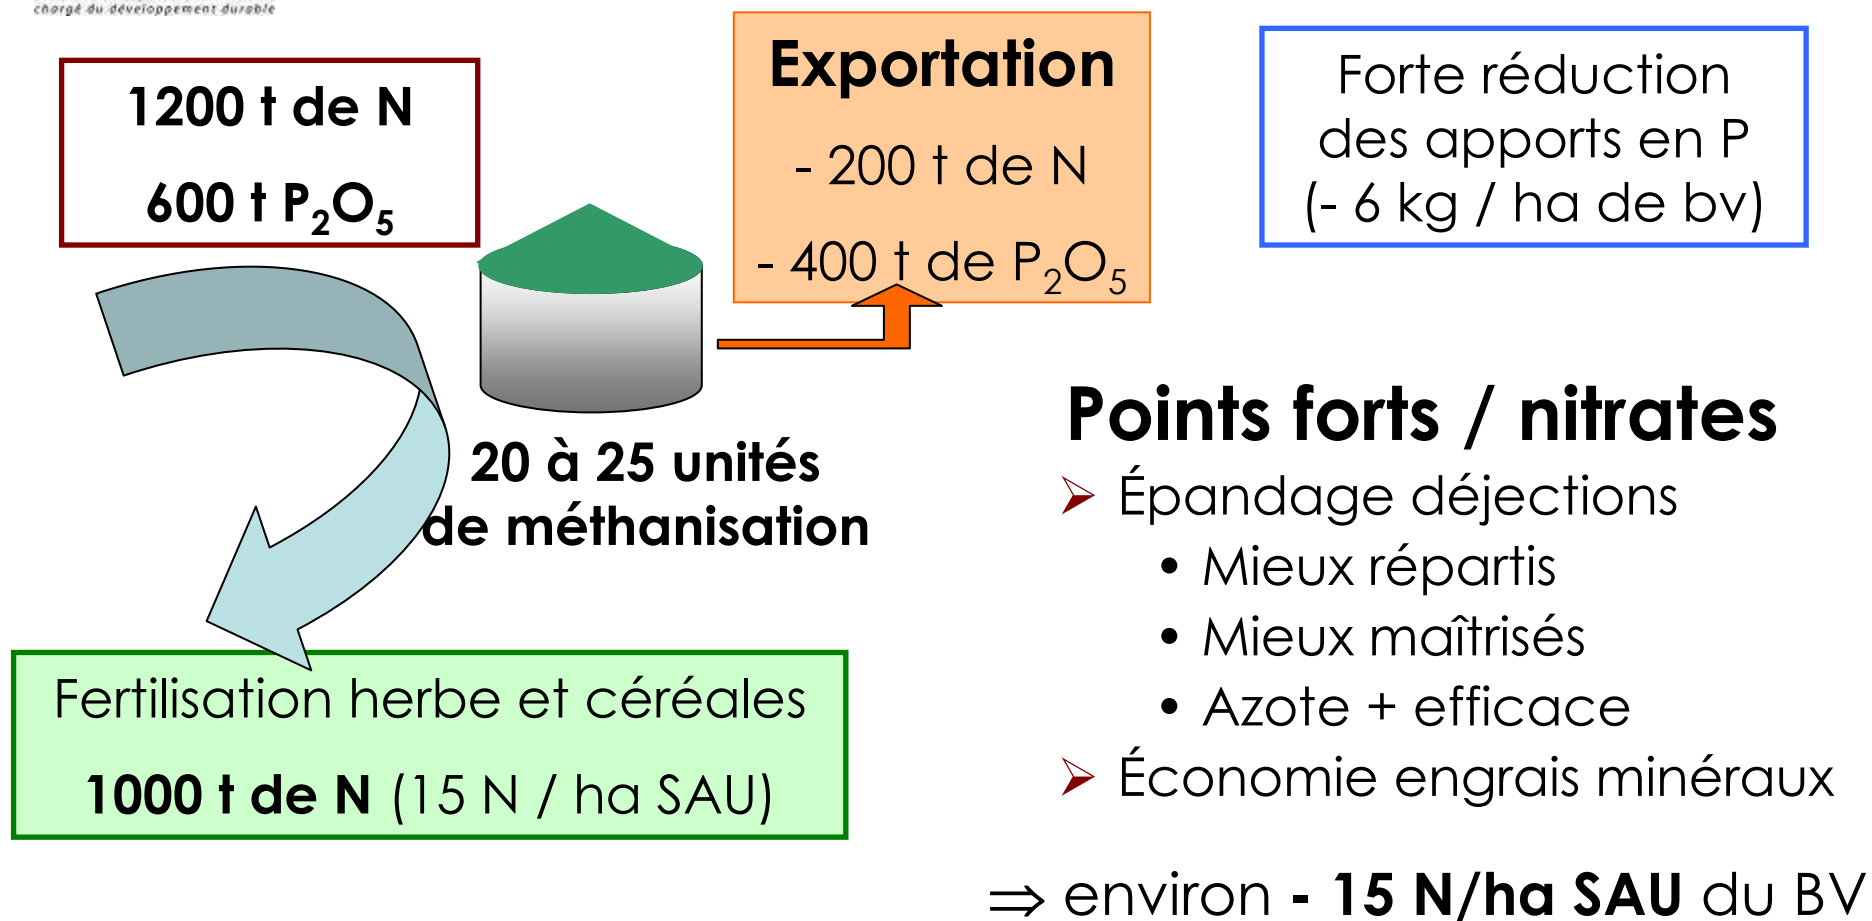 chargé du développement durable
1200 t de N
600 t P₂O₅
Exportation
- 200 t de N
- 400 t de P₂O₅
Forte réduction
des apports en P
(- 6 kg / ha de bv)
20 à 25 unités
de méthanisation
Fertilisation herbe et céréales
1000 t de N (15 N / ha SAU)
Points forts / nitrates
➢ Épandage déjections
• Mieux répartis
• Mieux maîtrisés
• Azote + efficace
➢ Économie engrais minéraux
⇒ environ - 15 N/ha SAU du BV